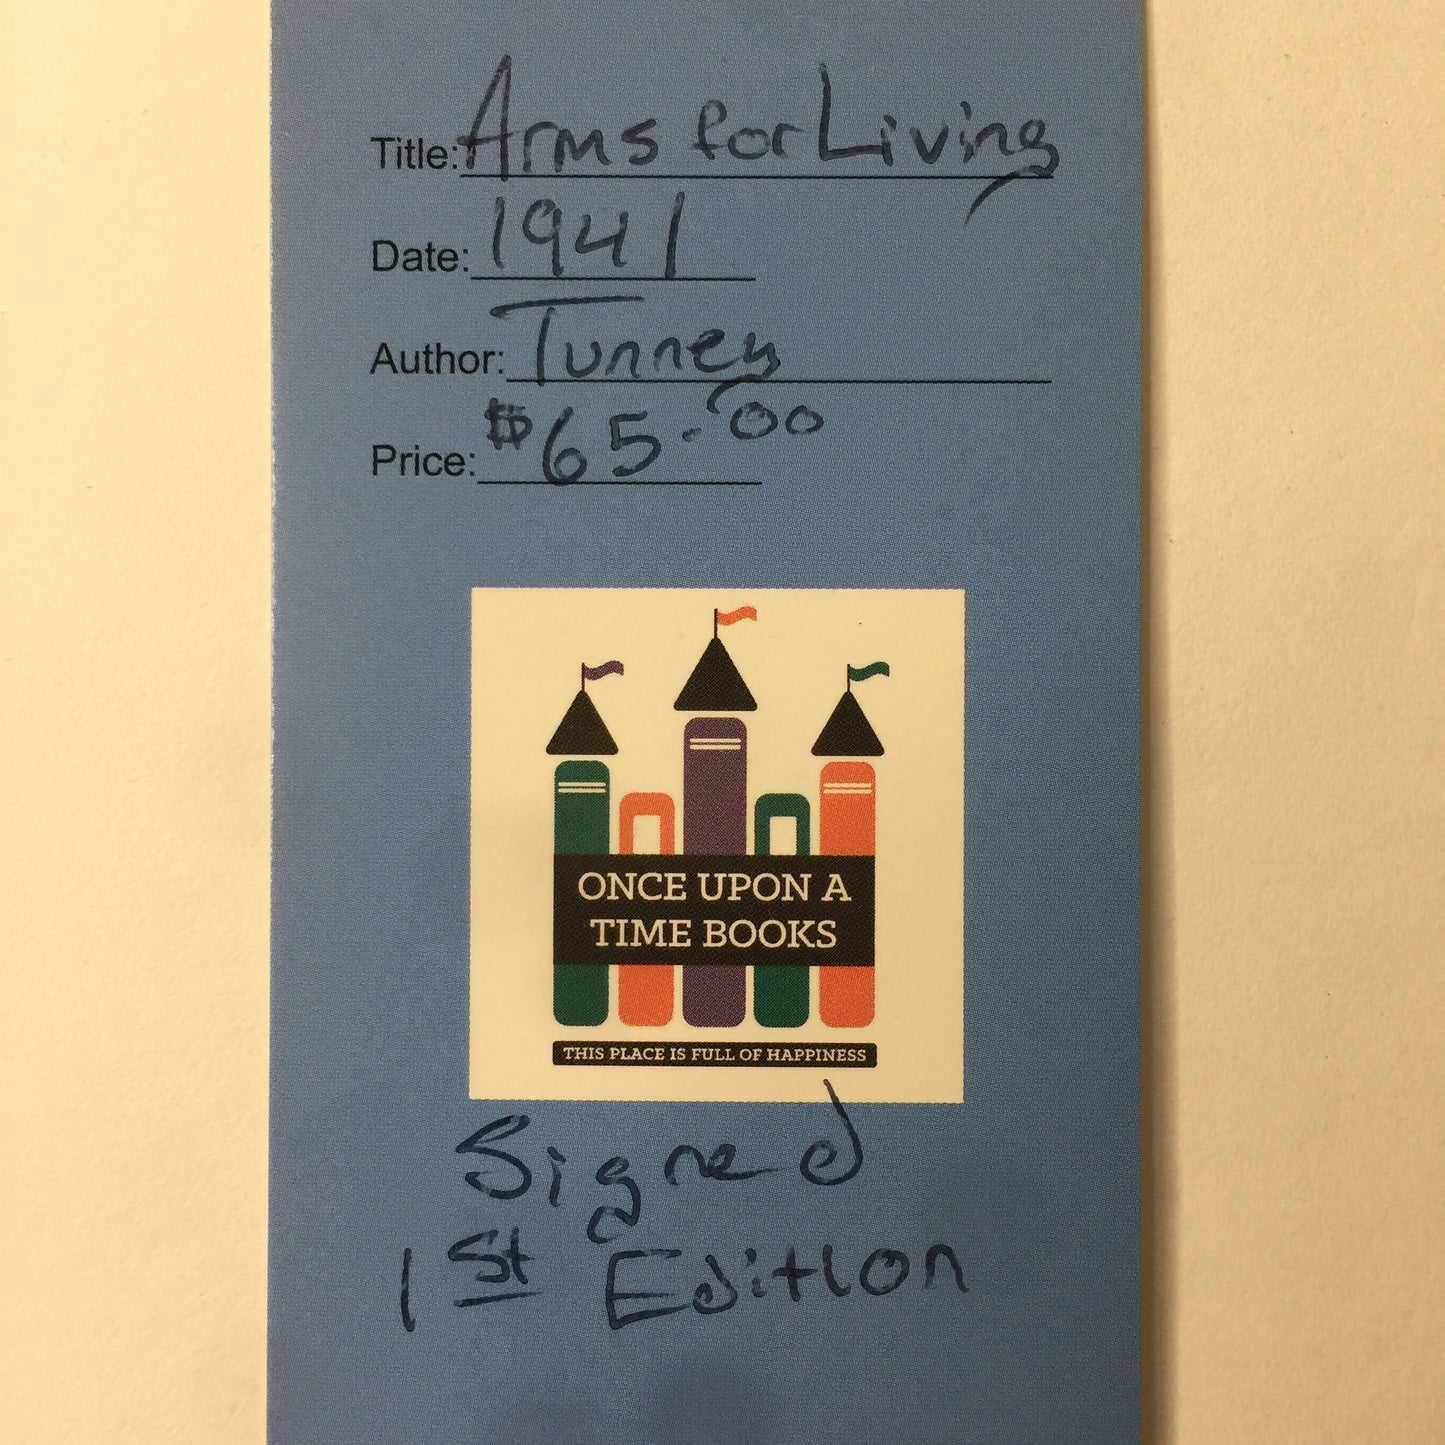 Title: Arms for Living
Date: 1941
Author: Tunney
Price: $65.00
ONCE UPON A
TIME BOOKS
THIS PLACE IS FULL OF HAPPINESS
Signed
1st Edition